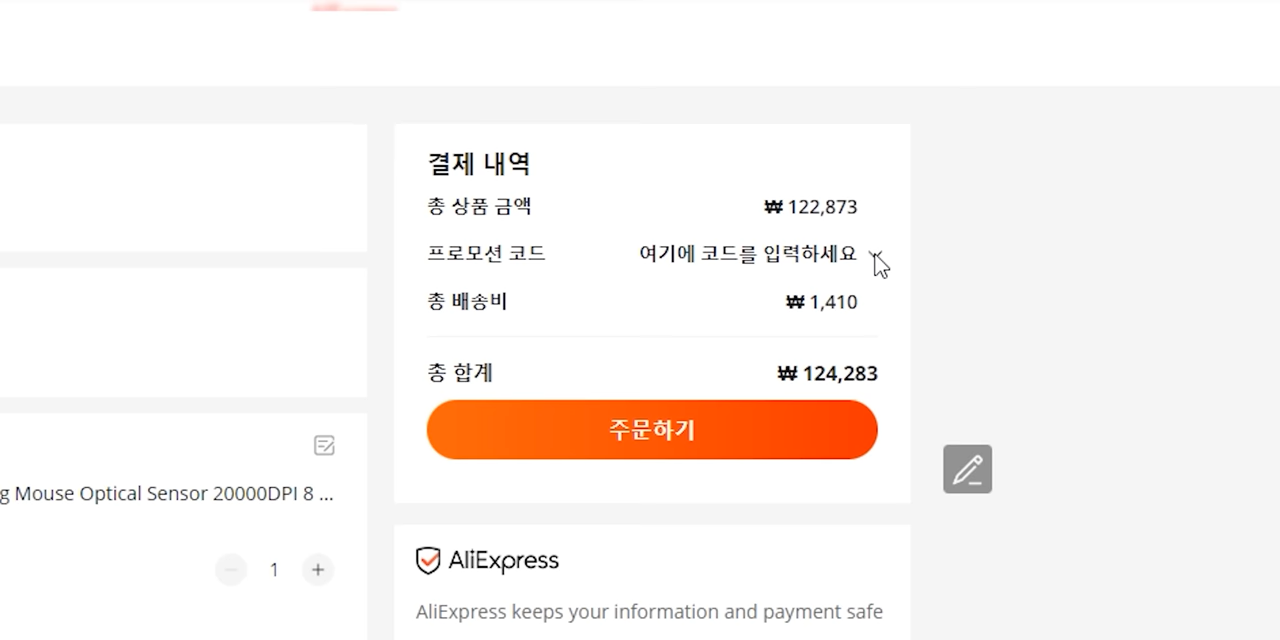 결제 내역
총 상품 금액 ₩ 122,873
프로모션 코드 여기에 코드를 입력하세요
총 배송비 ₩ 1,410
총 합계 ₩ 124,283
주문하기
g Mouse Optical Sensor 20000DPI 8 ...
1
AliExpress
AliExpress keeps your information and payment safe